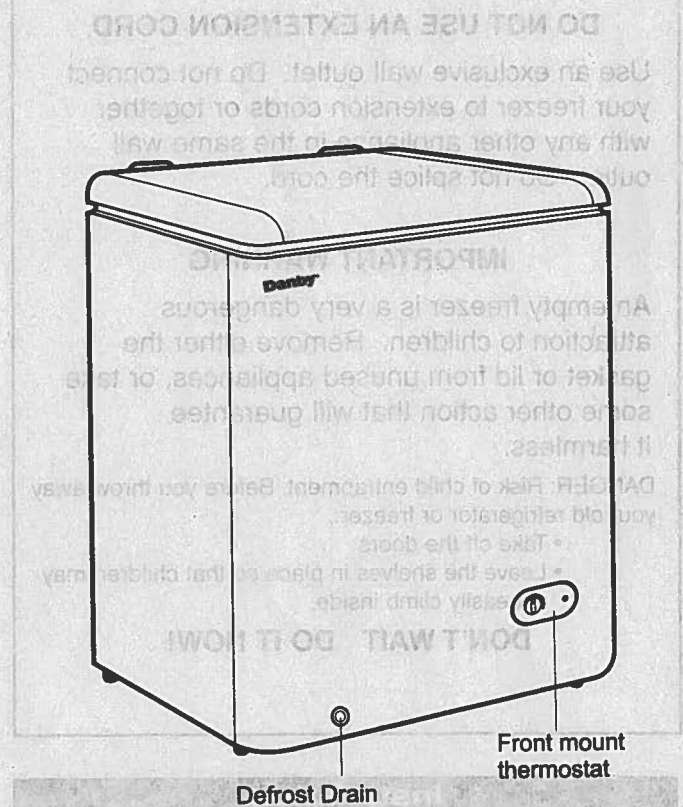 DO NOT USE AN EXTENSION CORD
Use an exclusive wall outlet. Do not connect
your freezer to extension cords or together
with any other appliance in the same wall
Do not splice the cord.
IMPORTANT WARNING
An empty freezer is a very dangerous
attraction to children. Remove either the
gasket or lid from unused appliances, or take
some other action that will guarantee
it harmless.
DANGER: Risk of child entrapment. Before you throw away
your old refrigerator or freezer:
• Take off the doors
• Leave the shelves in place so that children may
easily climb inside.
DON'T WAIT DO IT NOW!
Danby
Front mount
thermostat
Defrost Drain